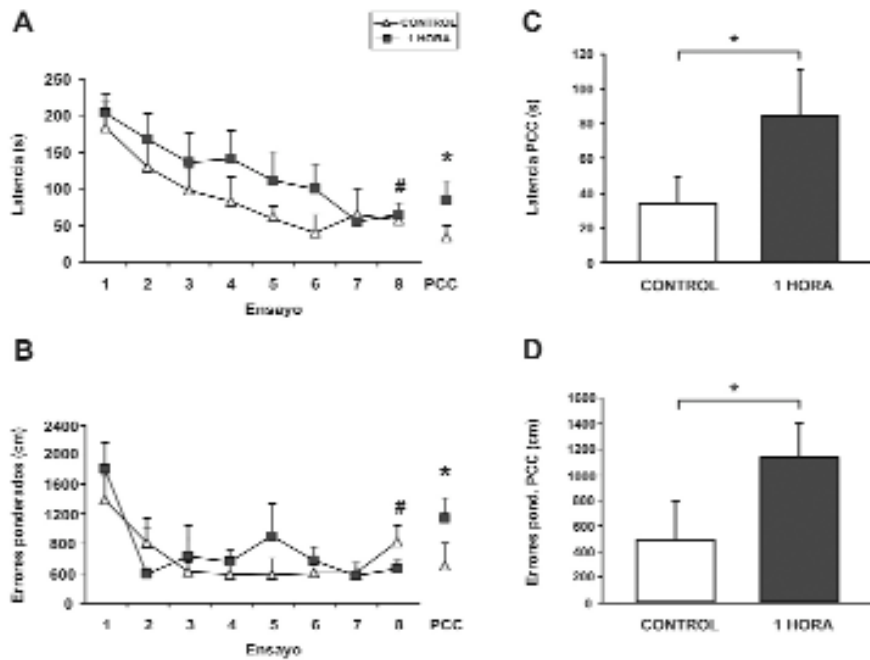 A
CONTROL
1 HORA
Latencia (s)
250
200
150
100
50
0
1 2 3 4 5 6 7 8 PCC
Ensayo
#
*
C
Latencia PCC (s)
120
100
80
60
40
20
0
*
CONTROL 1 HORA
B
Errores ponderados (cm)
2400
2000
1600
1200
800
0
1 2 3 4 5 6 7 8 PCC
Ensayo
#
*
D
Errores pond. PCC (cm)
1600
1400
1200
1000
800
600
400
200
0
*
CONTROL 1 HORA